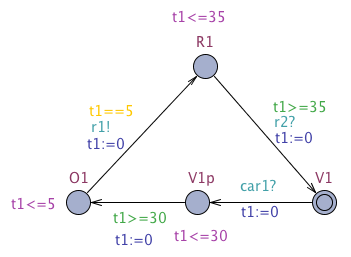 t1<=35
R1
t1==5
r1!
t1:=0
t1>=35
r2?
t1:=0
O1
V1p
V1
car1?
t1<=5
t1>=30
t1:=0
t1:=0
t1<=30